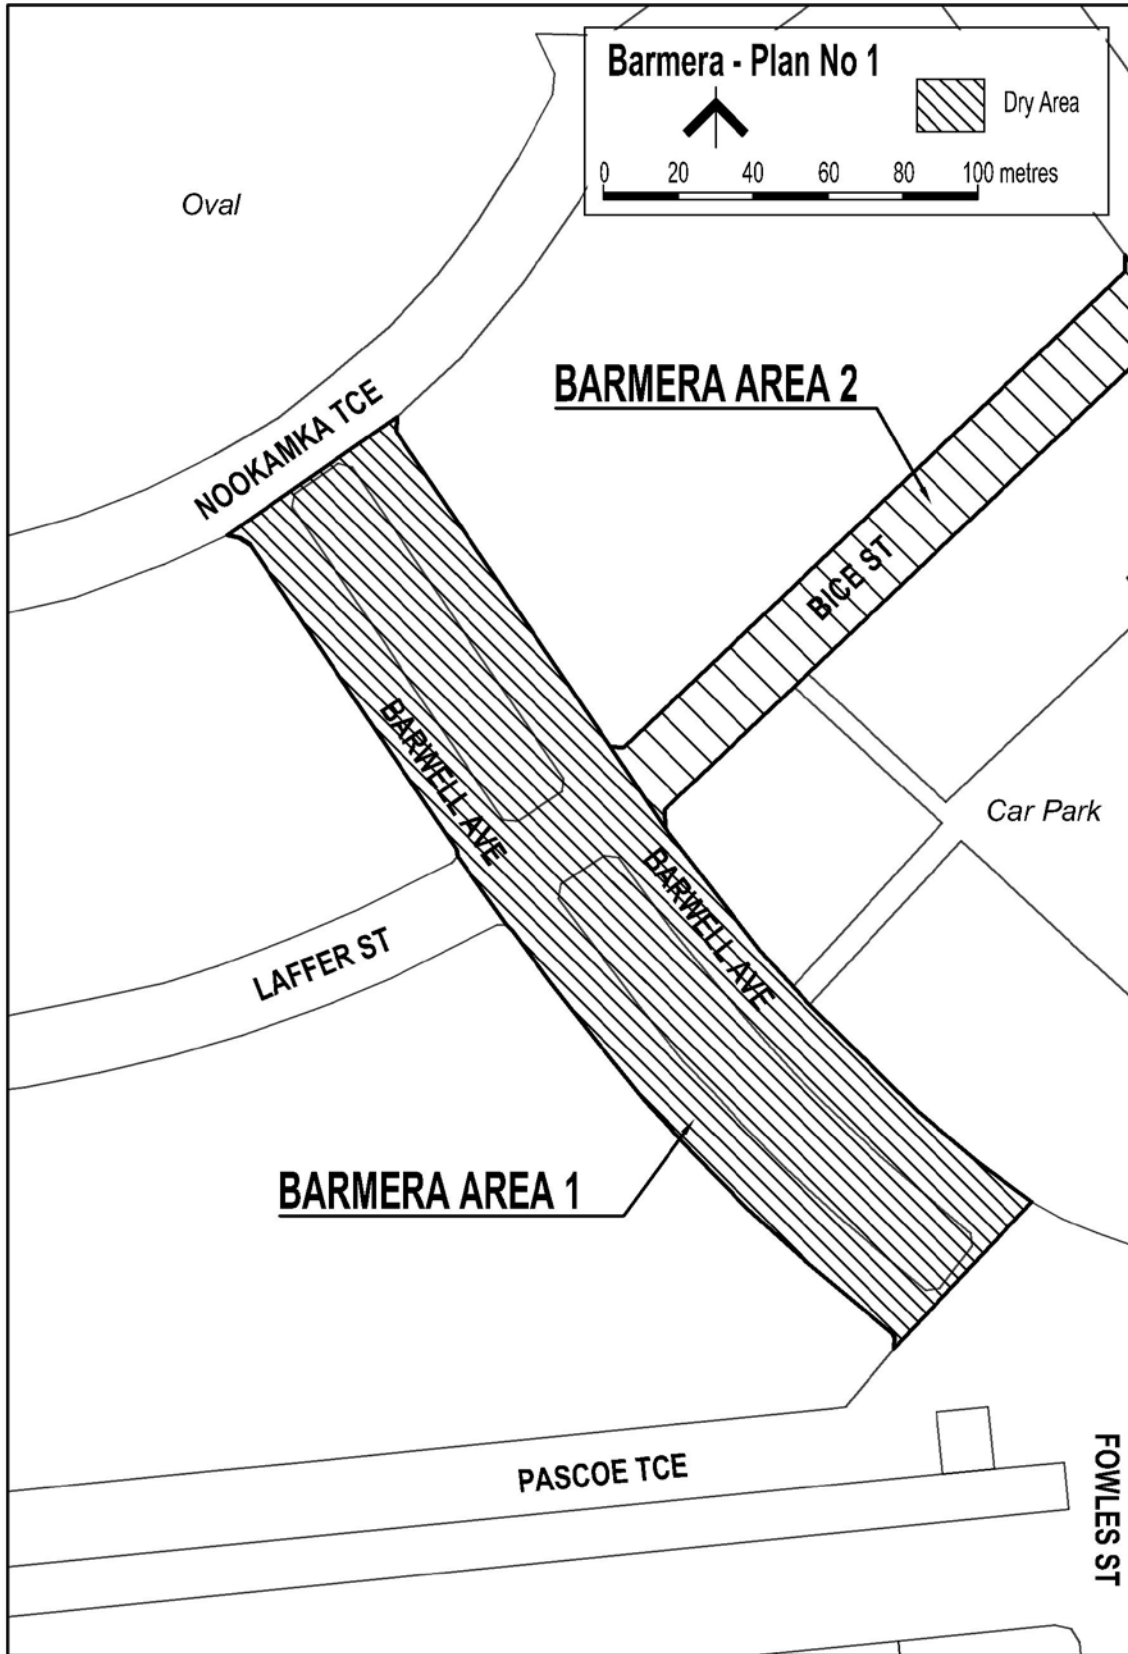 Barmera - Plan No 1
Dry Area
0 20 40 60 80 100 metres
Oval
NOOKAMKA TCE
BARMERA AREA 2
BICE ST
BARWELL AVE
Car Park
BARWELL AVE
LAFFER ST
BARMERA AREA 1
PASCOE TCE
FOWLES ST